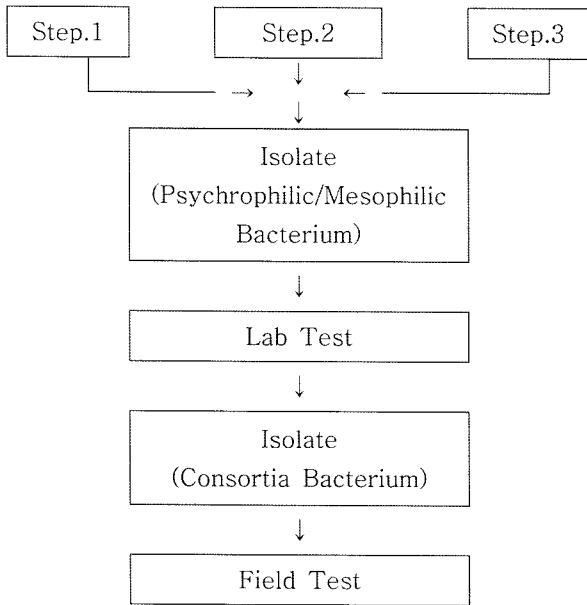 Step.1
Step.2
Step.3
Isolate
(Psychrophilic/Mesophilic
Bacterium)
Lab Test
Isolate
(Consortia Bacterium)
Field Test